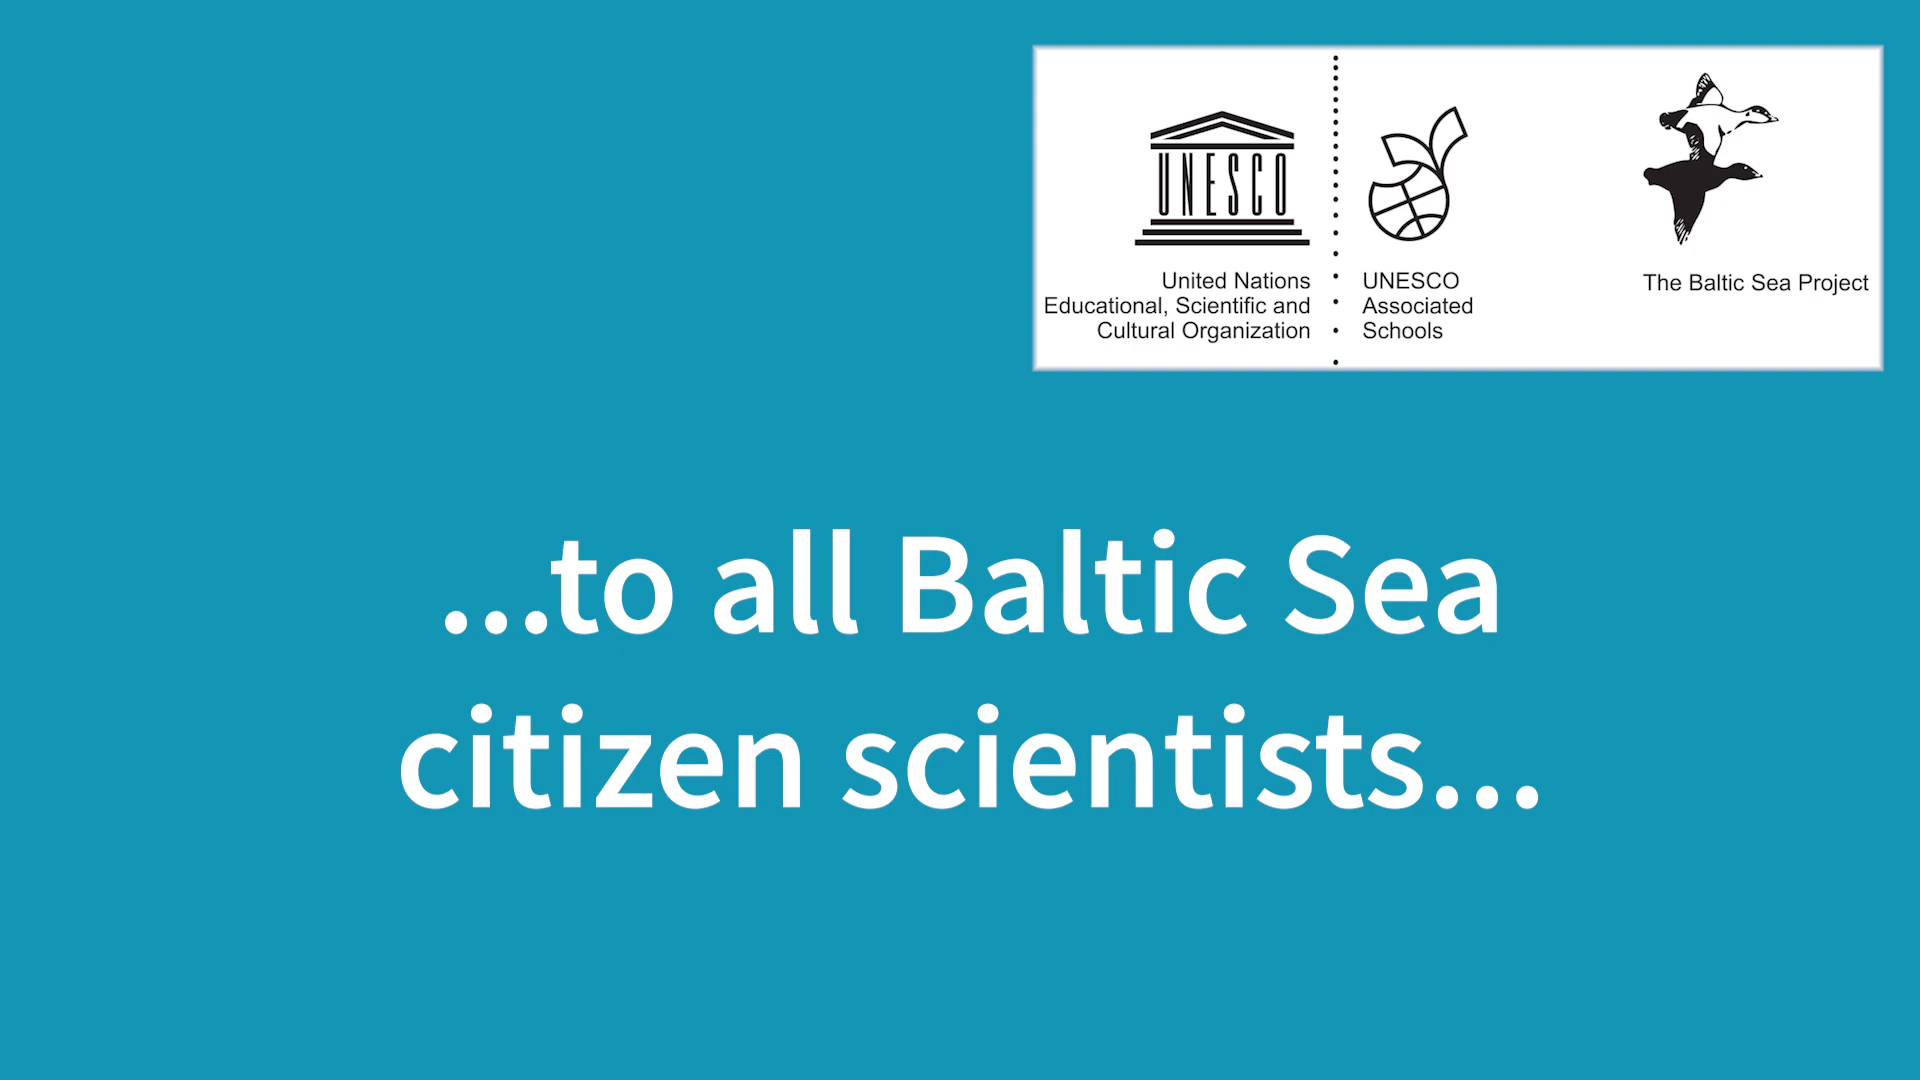 UNESCO
United Nations
Educational, Scientific and
Cultural Organization
UNESCO
Associated
Schools
The Baltic Sea Project
...to all Baltic Sea
citizen scientists...